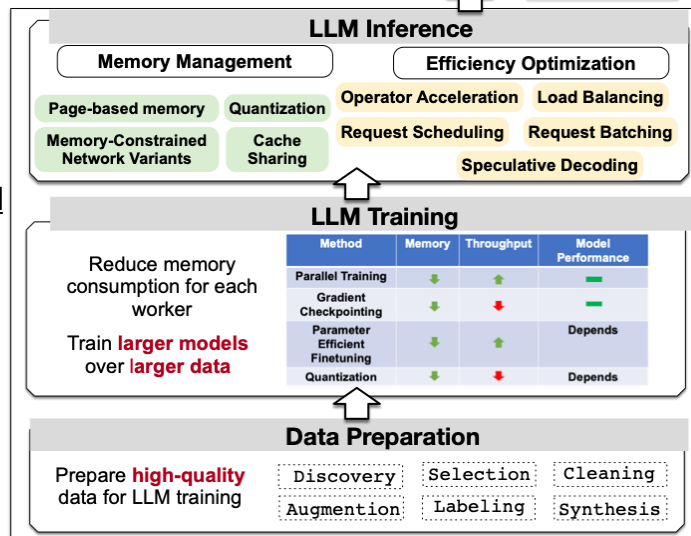 LLM Inference
Memory Management
Efficiency Optimization
Page-based memory
Quantization
Memory-Constrained
Network Variants
Cache
Sharing
Operator Acceleration
Load Balancing
Request Scheduling
Request Batching
Speculative Decoding
LLM Training
Reduce memory
consumption for each
worker
Train larger models
over larger data
Method Memory Throughput Model
Performance
Parallel Training
Gradient
Checkpointing
Parameter
Efficient
Finetuning
Depends
Quantization
Depends
Data Preparation
Prepare high-quality
data for LLM training
Discovery Selection Cleaning
Augmention Labeling Synthesis